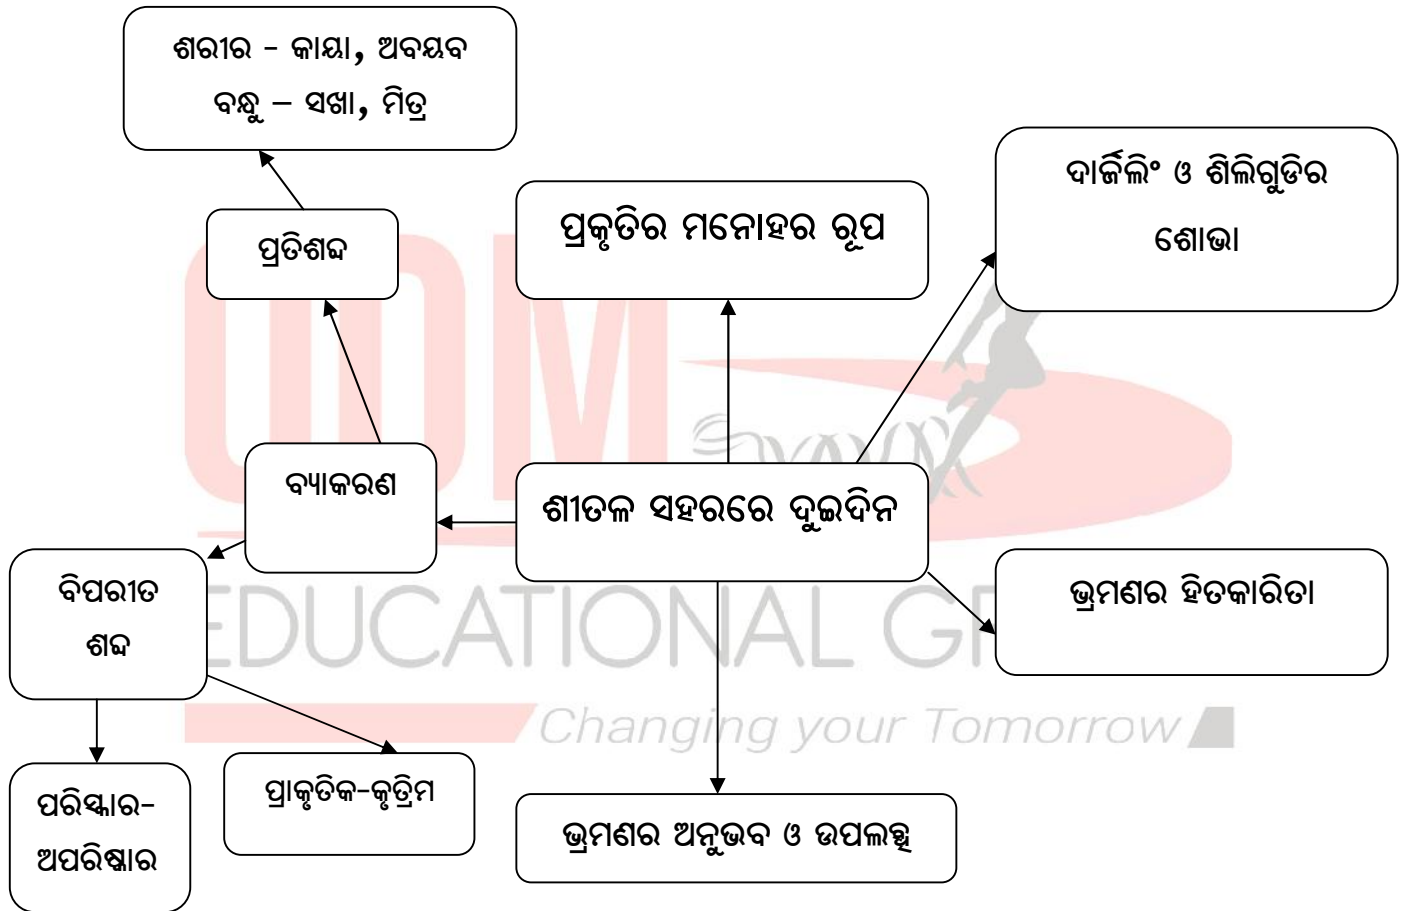 ଶରୀର - କାୟା, ଅବୟବ
ବନ୍ଧୁ – ସଖା, ମିତ୍ର
ଦାର୍ଜିଲିଂ ଓ ଶିଲିଗୁଡିର
ଶୋଭା
ପ୍ରକୃତିର ମନୋହର ରୂପ
ପ୍ରତିଶବ୍ଦ
ବ୍ୟାକରଣ
ଶୀତଳ ସହରରେ ଦୁଇଦିନ
ବିପରୀତ
ଶବ୍ଦ
ଭ୍ରମଣର ହିତକାରିତା
EDUCATIONAL
Changing your Tomorrow
ପରିସ୍କାର-
ଅପରିଷ୍କାର
ପ୍ରାକୃତିକ-କୃତ୍ରିମ
ଭ୍ରମଣର ଅନୁଭବ ଓ ଉପଲବ୍ଧି